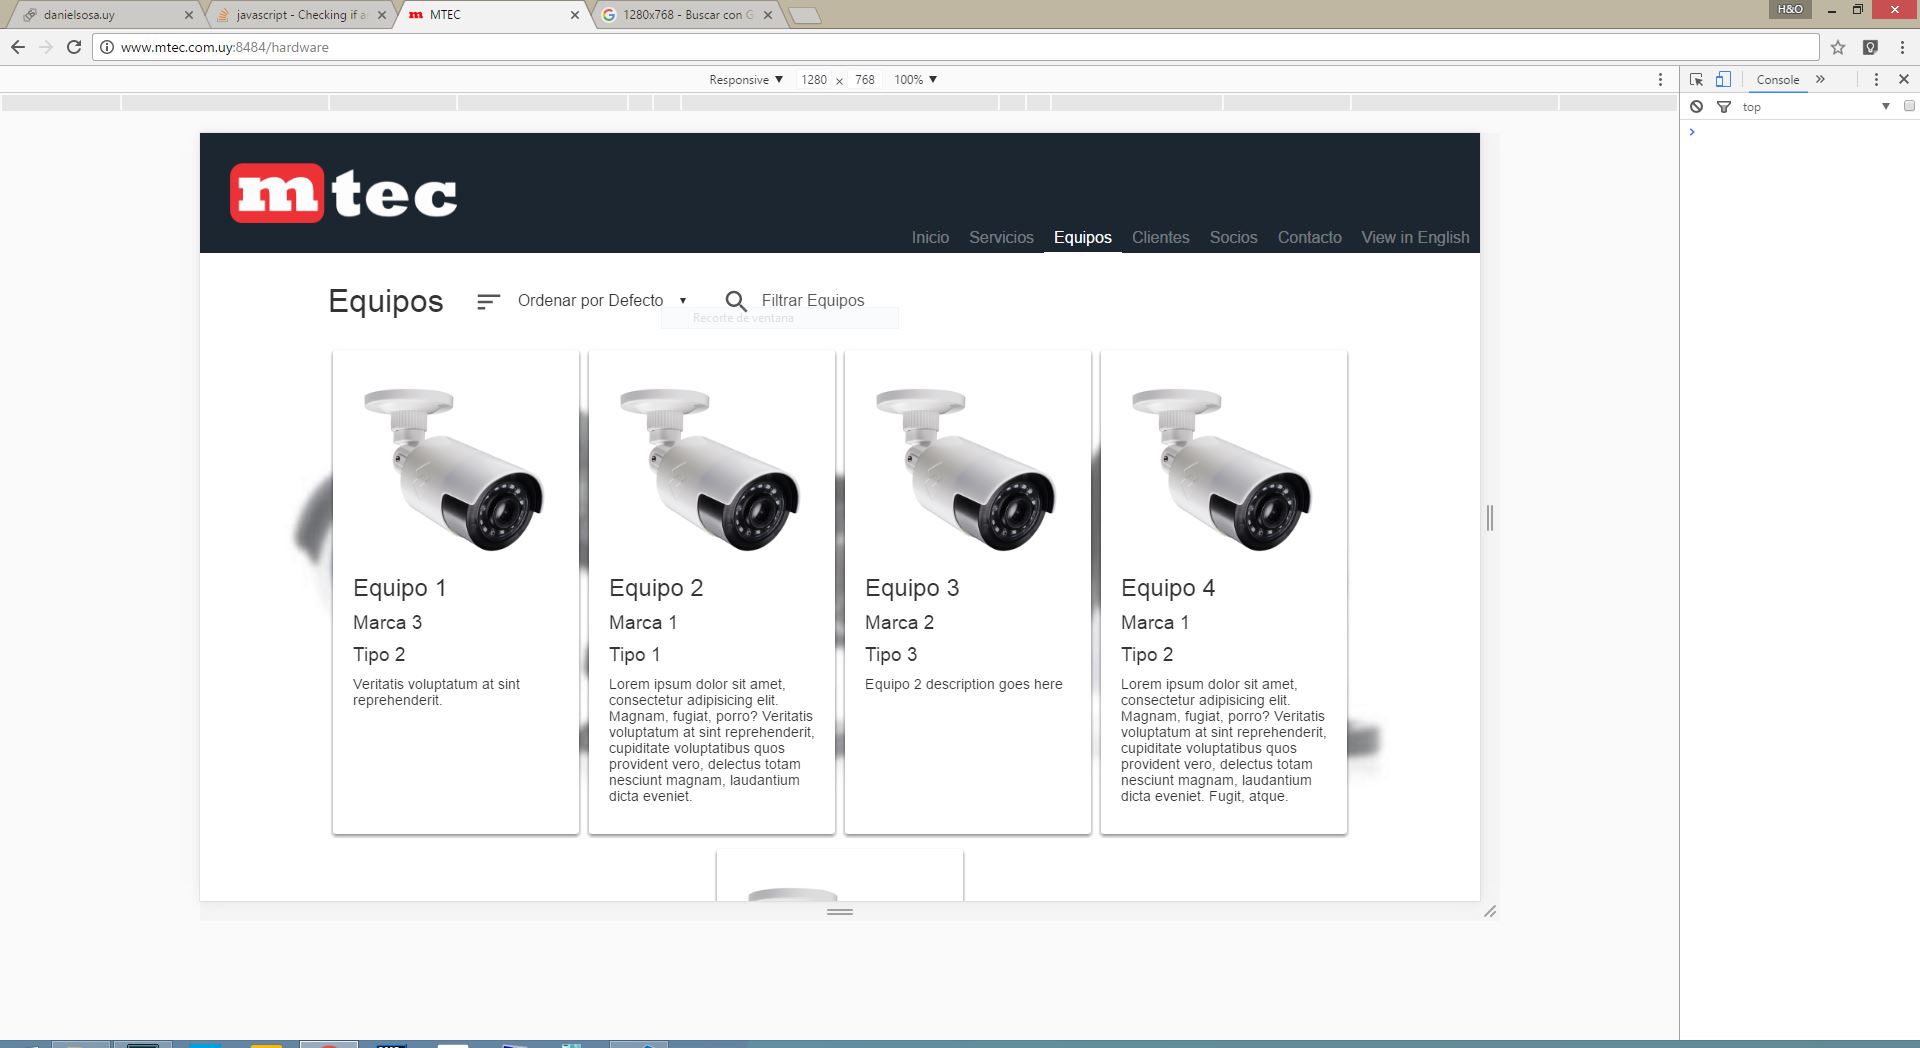 danielsosa.uy
javascript - Checking if a
MTEC
1280x768 - Buscar con G
H&O
www.mtec.com.uy:8484/hardware
Responsive
1280 x 768
100%
Console
top
mtec
Inicio
Servicios
Equipos
Clientes
Socios
Contacto
View in English
Equipos
Ordenar por Defecto
Filtrar Equipos
Recorte de ventana
Equipo 1
Marca 3
Tipo 2
Veritatis voluptatum at sint
reprehenderit.
Equipo 2
Marca 1
Tipo 1
Lorem ipsum dolor sit amet,
consectetur adipisicing elit.
Magnam, fugiat, porro? Veritatis
voluptatum at sint reprehenderit,
cupiditate voluptatibus quos
provident vero, delectus totam
nesciunt magnam, laudantium
dicta eveniet.
Equipo 3
Marca 2
Tipo 3
Equipo 2 description goes here
Equipo 4
Marca 1
Tipo 2
Lorem ipsum dolor sit amet,
consectetur adipisicing elit.
Magnam, fugiat, porro? Veritatis
voluptatum at sint reprehenderit,
cupiditate voluptatibus quos
provident vero, delectus totam
nesciunt magnam, laudantium
dicta eveniet. Fugit, atque.